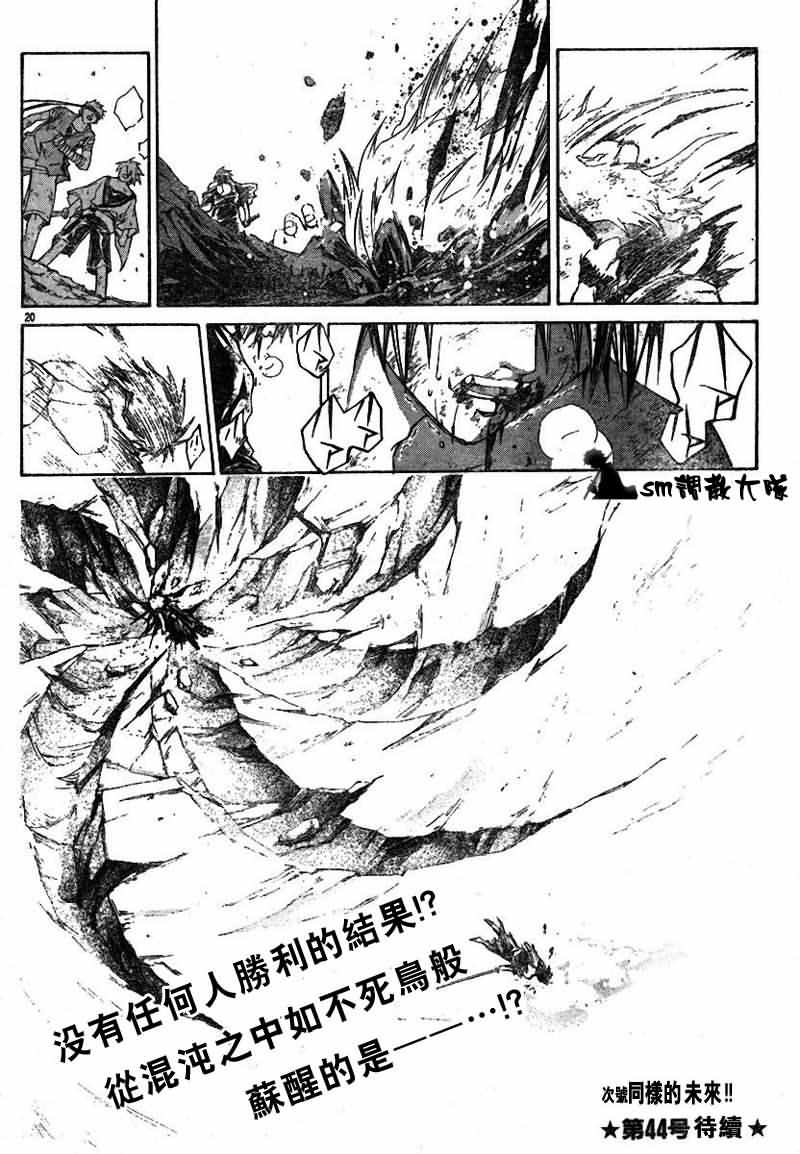 20
sm調教大隊
没有任何人勝利的結果!?
從混沌之中如不死鳥般
蘇醒的是——…!?
次號同樣的未來!!
★第44号待續★